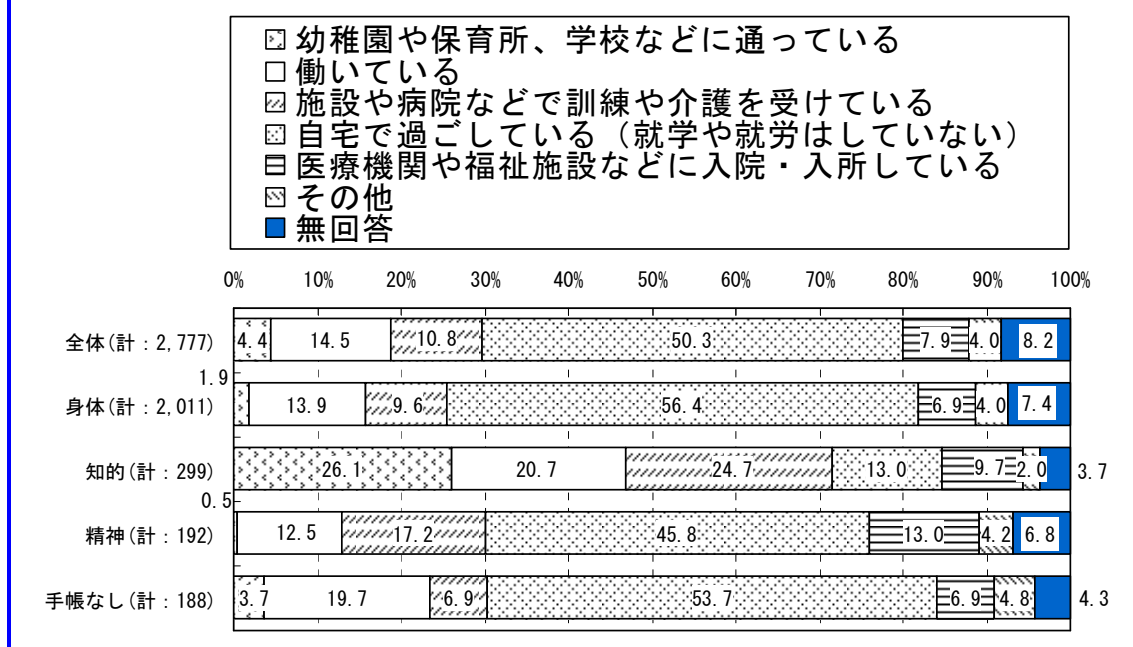 幼稚園や保育所、学校などに通っている
働いている
施設や病院などで訓練や介護を受けている
自宅で過ごしている（就学や就労はしていない）
医療機関や福祉施設などに入院・入所している
その他
無回答
0% 10% 20% 30% 40% 50% 60% 70% 80% 90% 100%
全体(計：2,777) 4.4 14.5 10.8 50.3 7.9 4.0 8.2
1.9
身体(計：2,011) 13.9 9.6 56.4 6.9 4.0 7.4
知的(計：299) 26.1 20.7 24.7 13.0 9.7 2.0 3.7
0.5
精神(計：192) 12.5 17.2 45.8 13.0 4.2 6.8
手帳なし(計：188) 3.7 19.7 6.9 53.7 6.9 4.8 4.3